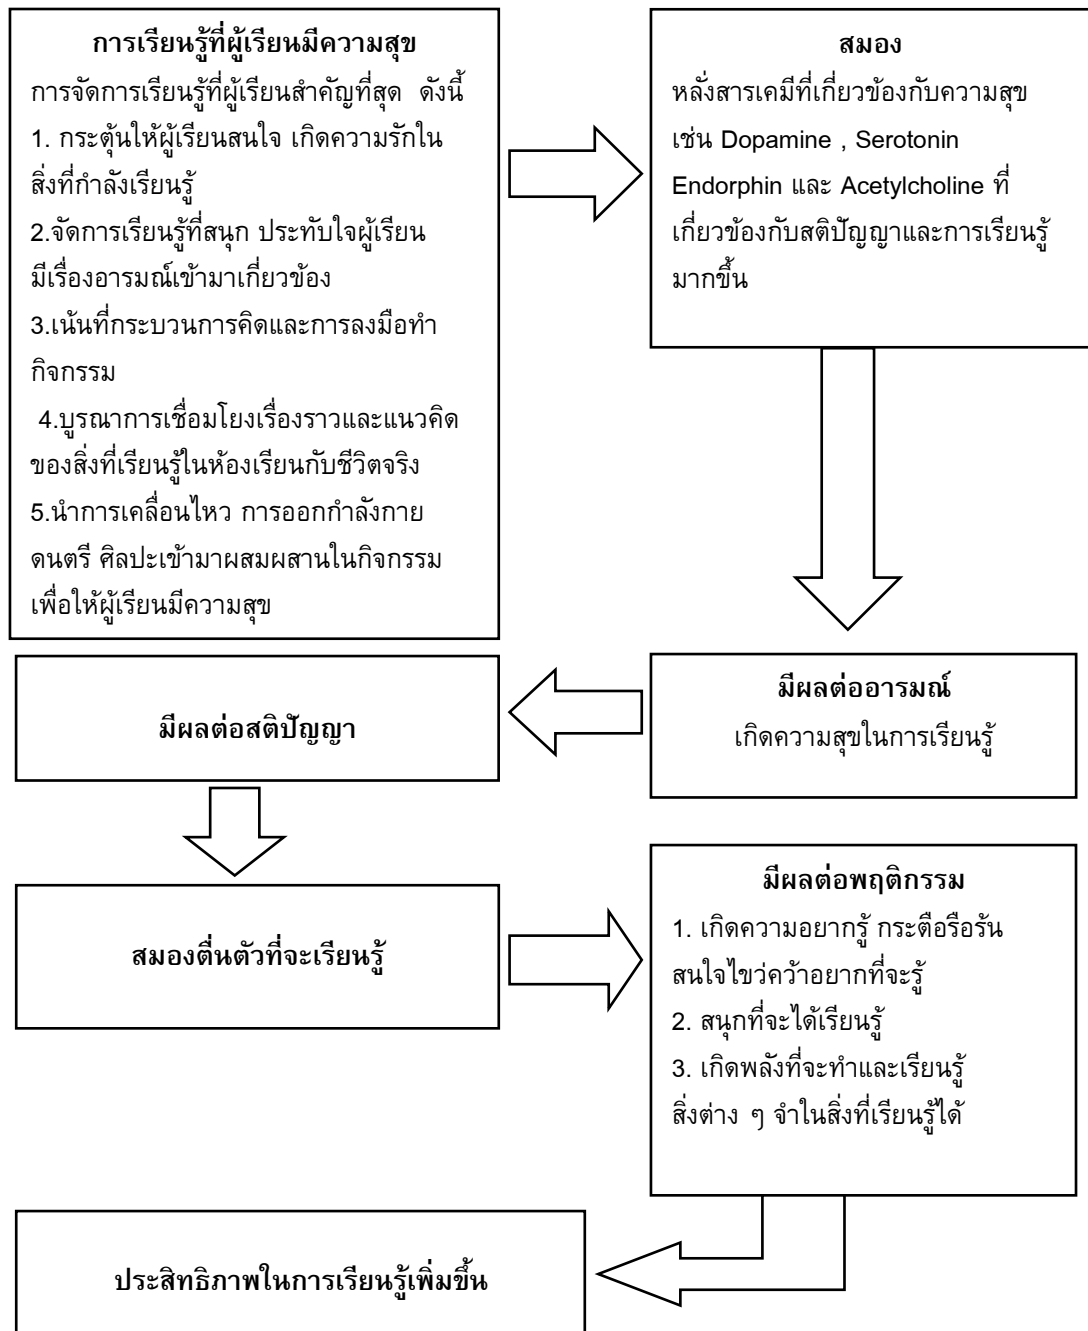 การเรียนรู้ที่ผู้เรียนมีความสุข
การจัดการเรียนรู้ที่ผู้เรียนสำคัญที่สุด ดังนี้
1. กระตุ้นให้ผู้เรียนสนใจ เกิดความรักใน
สิ่งที่กำลังเรียนรู้
2.จัดการเรียนรู้ที่สนุก ประทับใจผู้เรียน
มีเรื่องอารมณ์เข้ามาเกี่ยวข้อง
3.เน้นที่กระบวนการคิดและการลงมือทำ
กิจกรรม
4.บูรณาการเชื่อมโยงเรื่องราวและแนวคิด
ของสิ่งที่เรียนรู้ในห้องเรียนกับชีวิตจริง
5.นำการเคลื่อนไหว การออกกำลังกาย
ดนตรี ศิลปะเข้ามาผสมผสานในกิจกรรม
เพื่อให้ผู้เรียนมีความสุข
สมอง
หลั่งสารเคมีที่เกี่ยวข้องกับความสุข
เช่น Dopamine , Serotonin
Endorphin และ Acetylcholine ที่
เกี่ยวข้องกับสติปัญญาและการเรียนรู้
มากขึ้น
มีผลต่ออารมณ์
เกิดความสุขในการเรียนรู้
มีผลต่อสติปัญญา
สมองตื่นตัวที่จะเรียนรู้
มีผลต่อพฤติกรรม
1. เกิดความอยากรู้ กระตือรือร้น
สนใจไขว่คว้าอยากที่จะรู้
2. สนุกที่จะได้เรียนรู้
3. เกิดพลังที่จะทำและเรียนรู้
สิ่งต่าง ๆ จำในสิ่งที่เรียนรู้ได้
ประสิทธิภาพในการเรียนรู้เพิ่มขึ้น